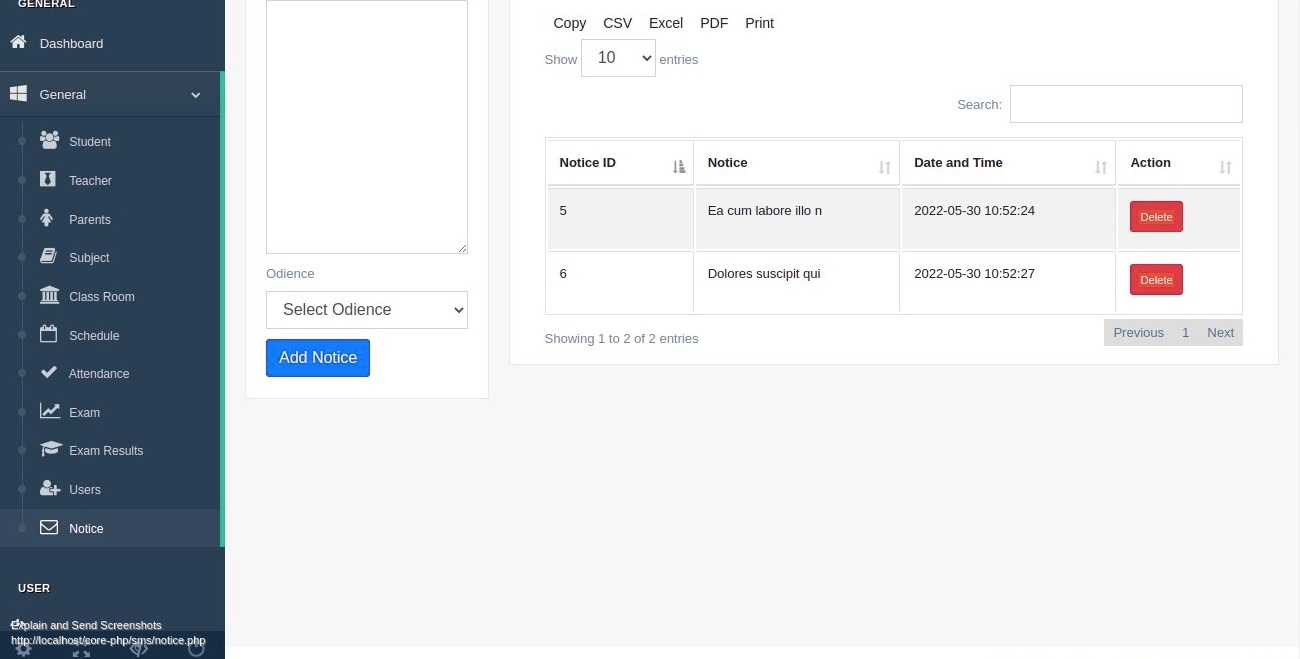 GENERAL
Dashboard
General
Student
Teacher
Parents
Subject
Class Room
Schedule
Attendance
Exam
Exam Results
Users
Notice
USER
Explain and Send Screenshots
http://localhost/core-php/sms/notice.php
Odience
Select Odience
Add Notice
Copy CSV Excel PDF Print
Show 10 entries
Search:
Notice ID Notice Date and Time Action
5 Ea cum labore illo n 2022-05-30 10:52:24 Delete
6 Dolores suscipit qui 2022-05-30 10:52:27 Delete
Showing 1 to 2 of 2 entries
Previous 1 Next